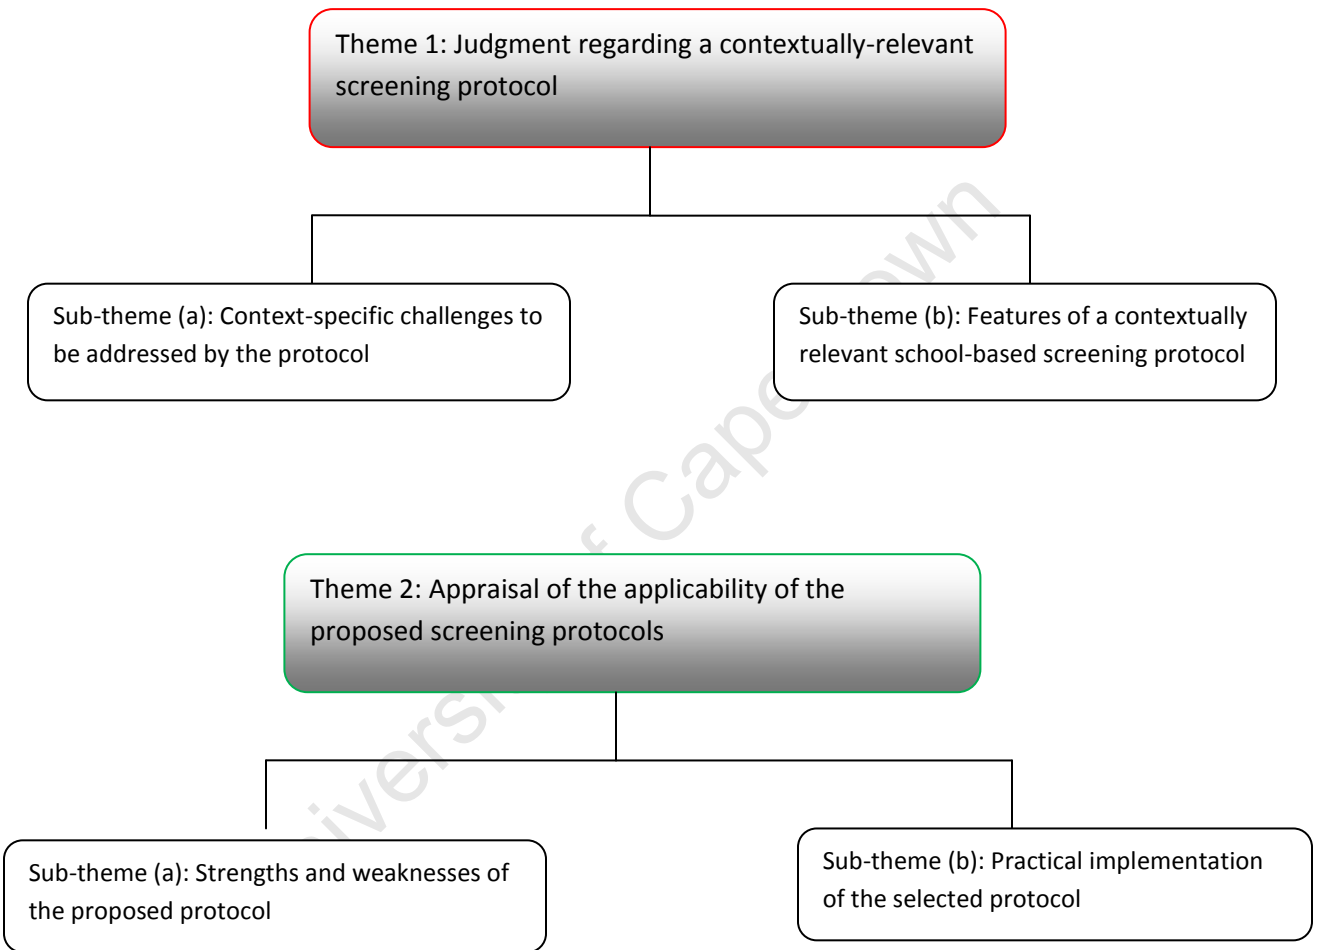 Theme 1: Judgment regarding a contextually-relevant
screening protocol
Sub-theme (a): Context-specific challenges to
be addressed by the protocol
Sub-theme (b): Features of a contextually
relevant school-based screening protocol
Theme 2: Appraisal of the applicability of the
proposed screening protocols
Sub-theme (a): Strengths and weaknesses of
the proposed protocol
Sub-theme (b): Practical implementation
of the selected protocol